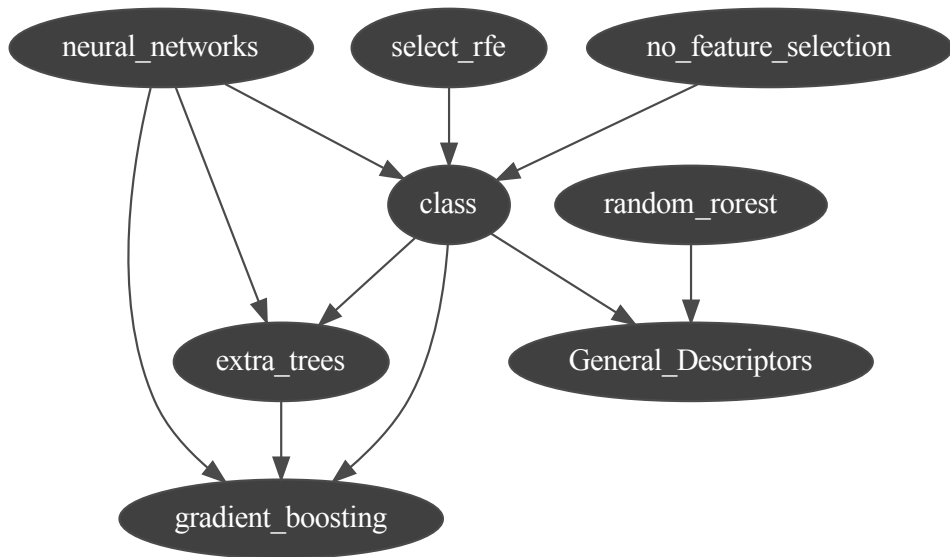 neural_networks
select_rfe
no_feature_selection
class
random_rorest
extra_trees
General_Descriptors
gradient_boosting